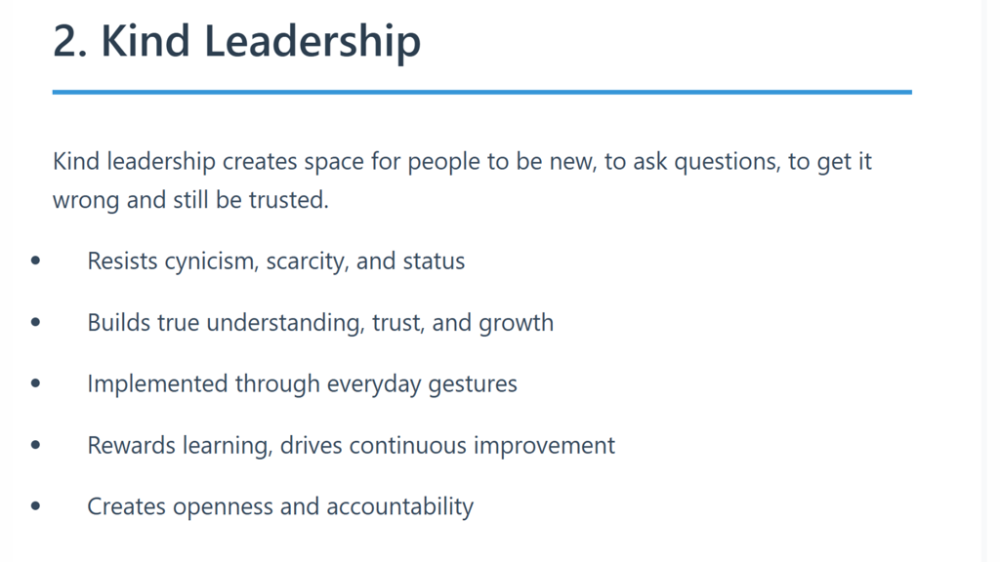 2. Kind Leadership
Kind leadership creates space for people to be new, to ask questions, to get it
wrong and still be trusted.
• Resists cynicism, scarcity, and status
• Builds true understanding, trust, and growth
• Implemented through everyday gestures
• Rewards learning, drives continuous improvement
• Creates openness and accountability